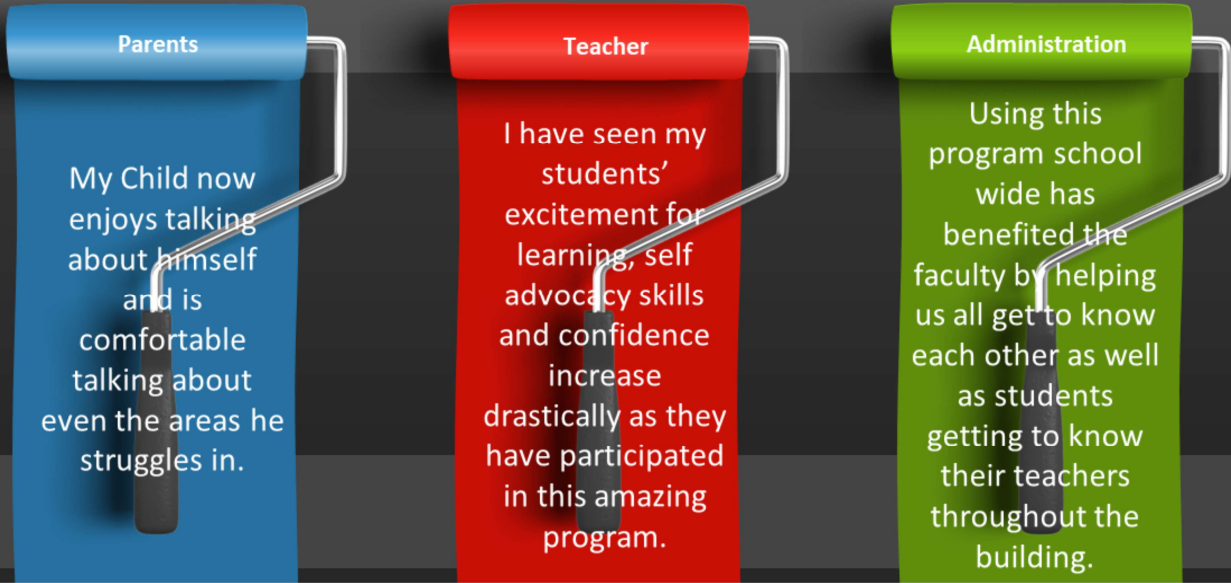 Parents
My Child now
enjoys talking
about himself
and is
comfortable
talking about
even the areas he
struggles in.
Teacher
I have seen my
students’
excitement for
learning, self
advocacy skills
and confidence
increase
drastically as they
have participated
in this amazing
program.
Administration
Using this
program school
wide has
benefited the
faculty by helping
us all get to know
each other as well
as students
getting to know
their teachers
throughout the
building.